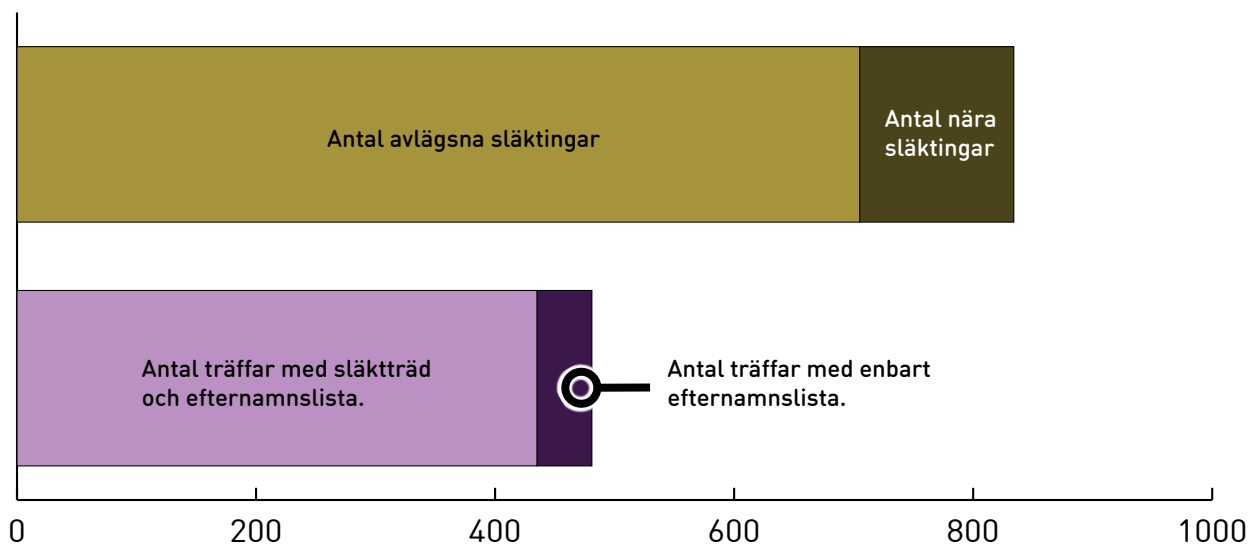 Antal avlägsna släktingar
Antal nära
släktingar
Antal träffar med släktträd
och efternamnslista.
Antal träffar med enbart
efternamnslista.
0 200 400 600 800 1000